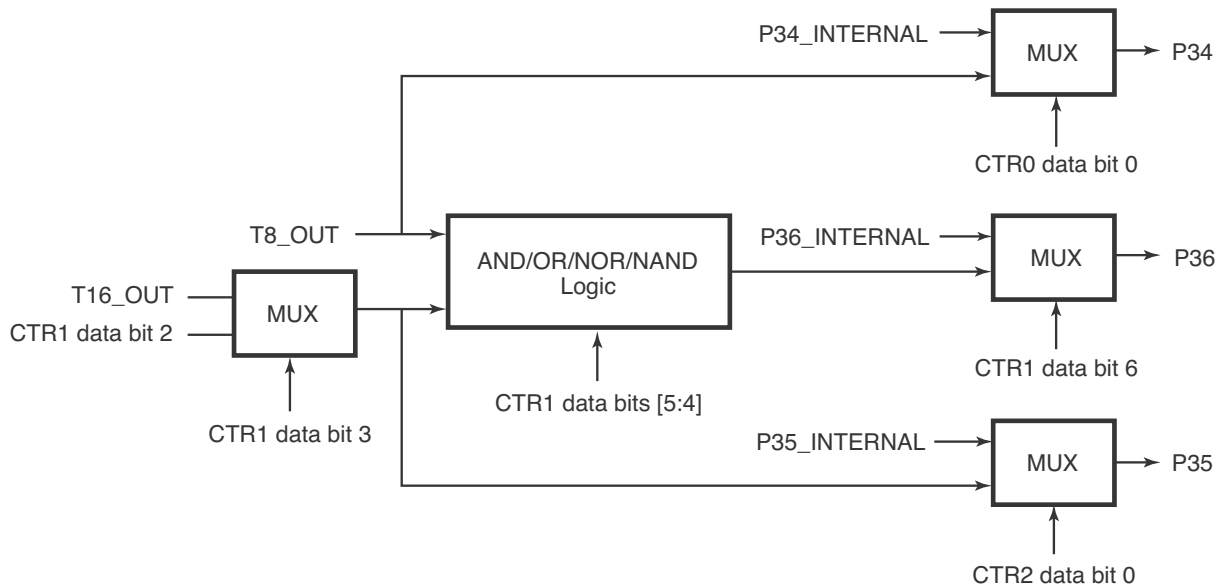 P34_INTERNAL
MUX
P34
CTR0 data bit 0
T8_OUT
AND/OR/NOR/NAND
Logic
P36_INTERNAL
MUX
P36
T16_OUT
CTR1 data bit 2
MUX
CTR1 data bit 6
CTR1 data bits [5:4]
CTR1 data bit 3
P35_INTERNAL
MUX
P35
CTR2 data bit 0